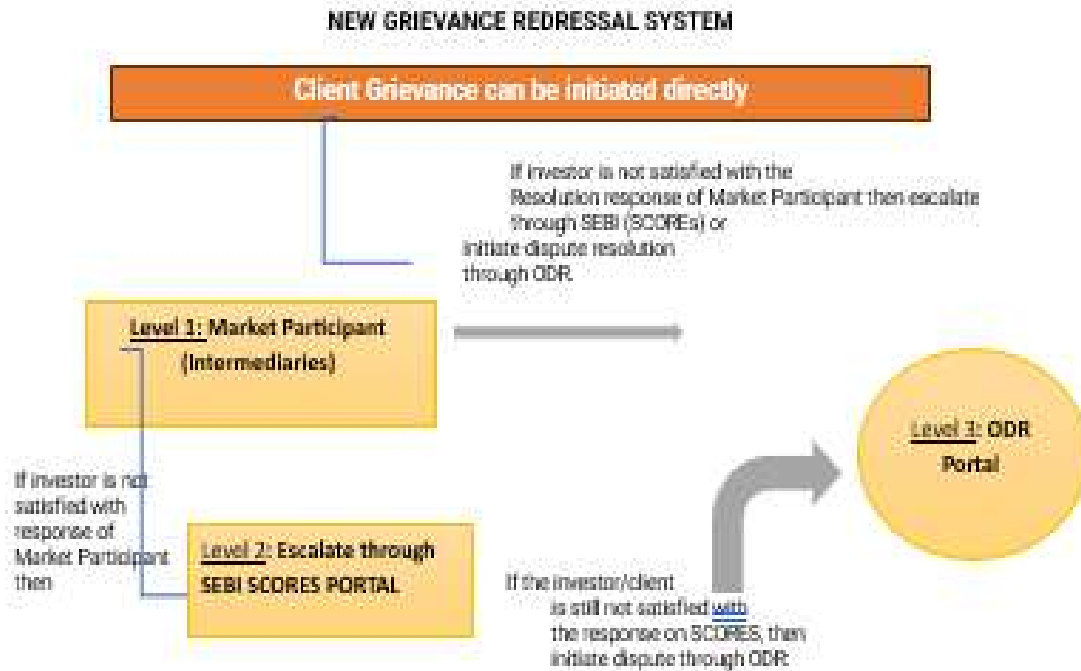 NEW GRIEVANCE REDRESSAL SYSTEM
Client Grievance can be initiated directly
If investor is not satisfied with the
Resolution response of Market Participant then escalate
through SEBI (SCOREs) or
initiate dispute resolution
through ODR
Level 1: Market Participant
(Intermediaries)
If investor is not
satisfied with
response of
Market Participant
then
Level 2: Escalate through
SEBI SCORES PORTAL
Level 3: ODR
Portal
If the investor/client
is still not satisfied with
the response on SCORES, then
initiate dispute through ODR